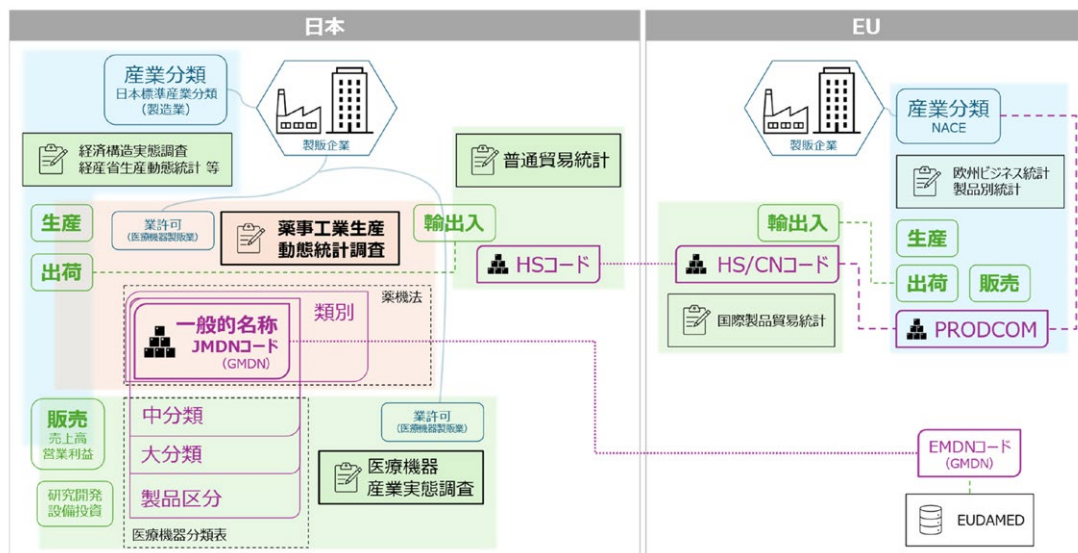 日本
産業分類
日本標準産業分類
(製造業)
製販企業
経済構造実態調査
経産省生産動態統計 等
普通貿易統計
生産
業許可
(医療機器製販業)
薬事工業生産
動態統計調査
輸出入
出荷
HSコード
薬機法
類別
一般的名称
JMDNコード
(GMDN)
販売
売上高
営業利益
中分類
大分類
製品区分
業許可
(医療機器製販業)
医療機器
産業実態調査
研究開発
設備投資
医療機器分類表
EU
製販企業
産業分類
NACE
欧州ビジネス統計
製品別統計
輸出入
生産
HS/CNコード
出荷
販売
国際製品貿易統計
PRODCOM
EMDNコード
(GMDN)
EUDAMED